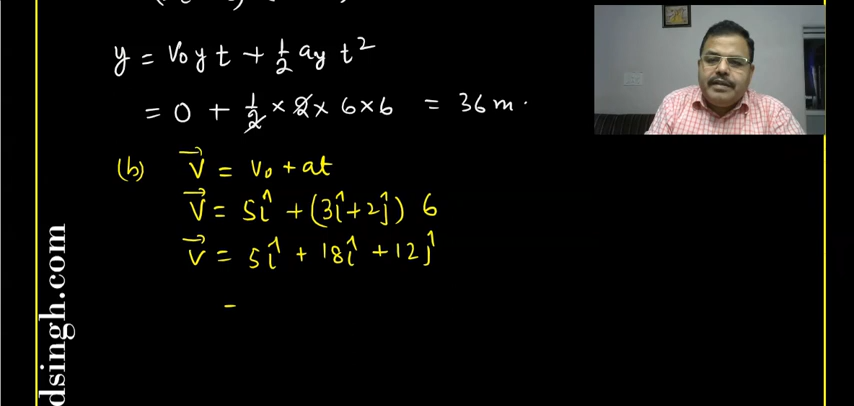 y = v₀y t + 1/2 ay t²
= 0 + 1/2 × 2 × 6 × 6 = 36 m.
(b) v⃗ = v₀ + at
v⃗ = 5î + (3î + 2ĵ) 6
v⃗ = 5î + 18î + 12ĵ
=
dsingh.com